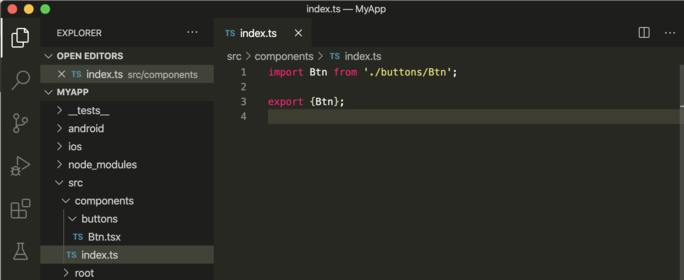 index.ts — MyApp
EXPLORER ...
OPEN EDITORS
TS index.ts src/components
MYAPP
__tests__
android
ios
node_modules
src
components
buttons
TS Btn.tsx
TS index.ts
root
TS index.ts
src > components > TS index.ts
1 import Btn from './buttons/Btn';
2
3 export {Btn};
4